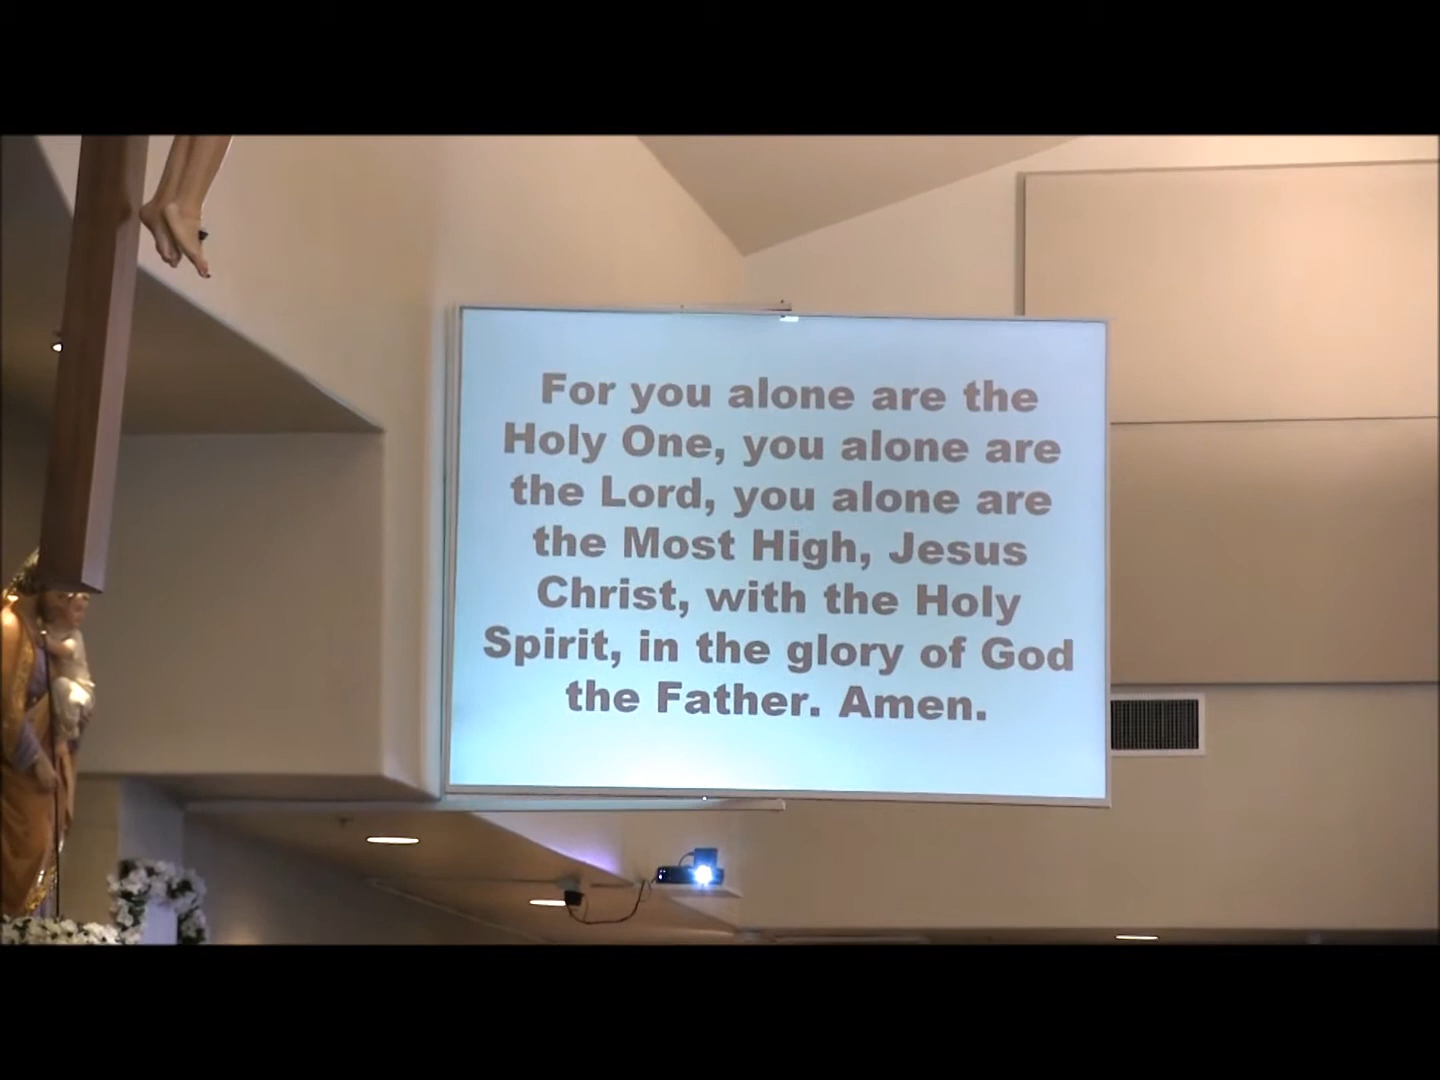 For you alone are the
Holy One, you alone are
the Lord, you alone are
the Most High, Jesus
Christ, with the Holy
Spirit, in the glory of God
the Father. Amen.